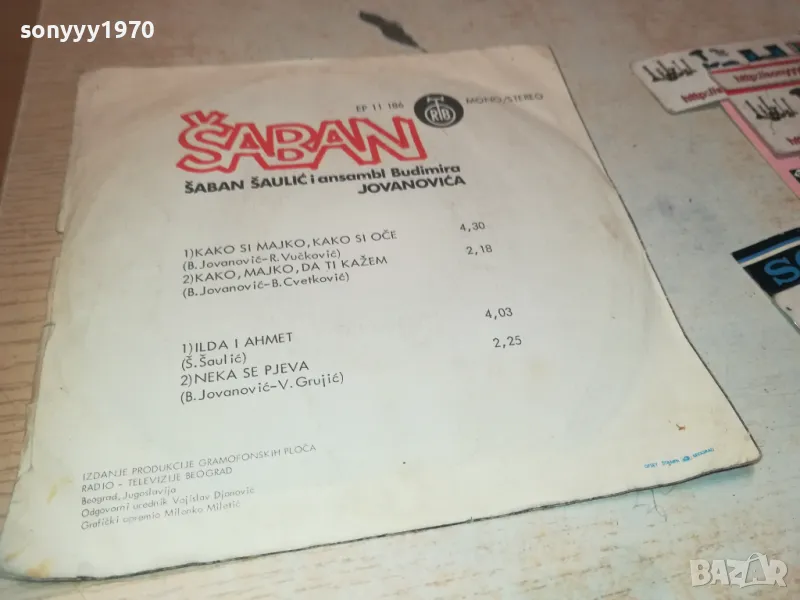 sonyyy1970
EP 11 186
RTB
MONO/STEREO
ŠABAN
ŠABAN ŠAULIĆ i ansambl Budimira
JOVANOVIĆA
1)KAKO SI MAJKO, KAKO SI OČE 4,30
(B. Jovanović-R. Vučković)
2)KAKO, MAJKO, DA TI KAŽEM 2,18
(B. Jovanović-B. Cvetković)
1)ILDA I AHMET 4,03
(Š. Šaulić)
2)NEKA SE PJEVA 2,25
(B. Jovanović-V. Grujić)
IZDANJE PRODUKCIJE GRAMOFONSKIH PLOČA
RADIO - TELEVIZIJE BEOGRAD
Beograd, Jugoslavija
Odgovorni urednik Vojislav Djonović
Grafički opremio Milenko Miletić
BAZAR